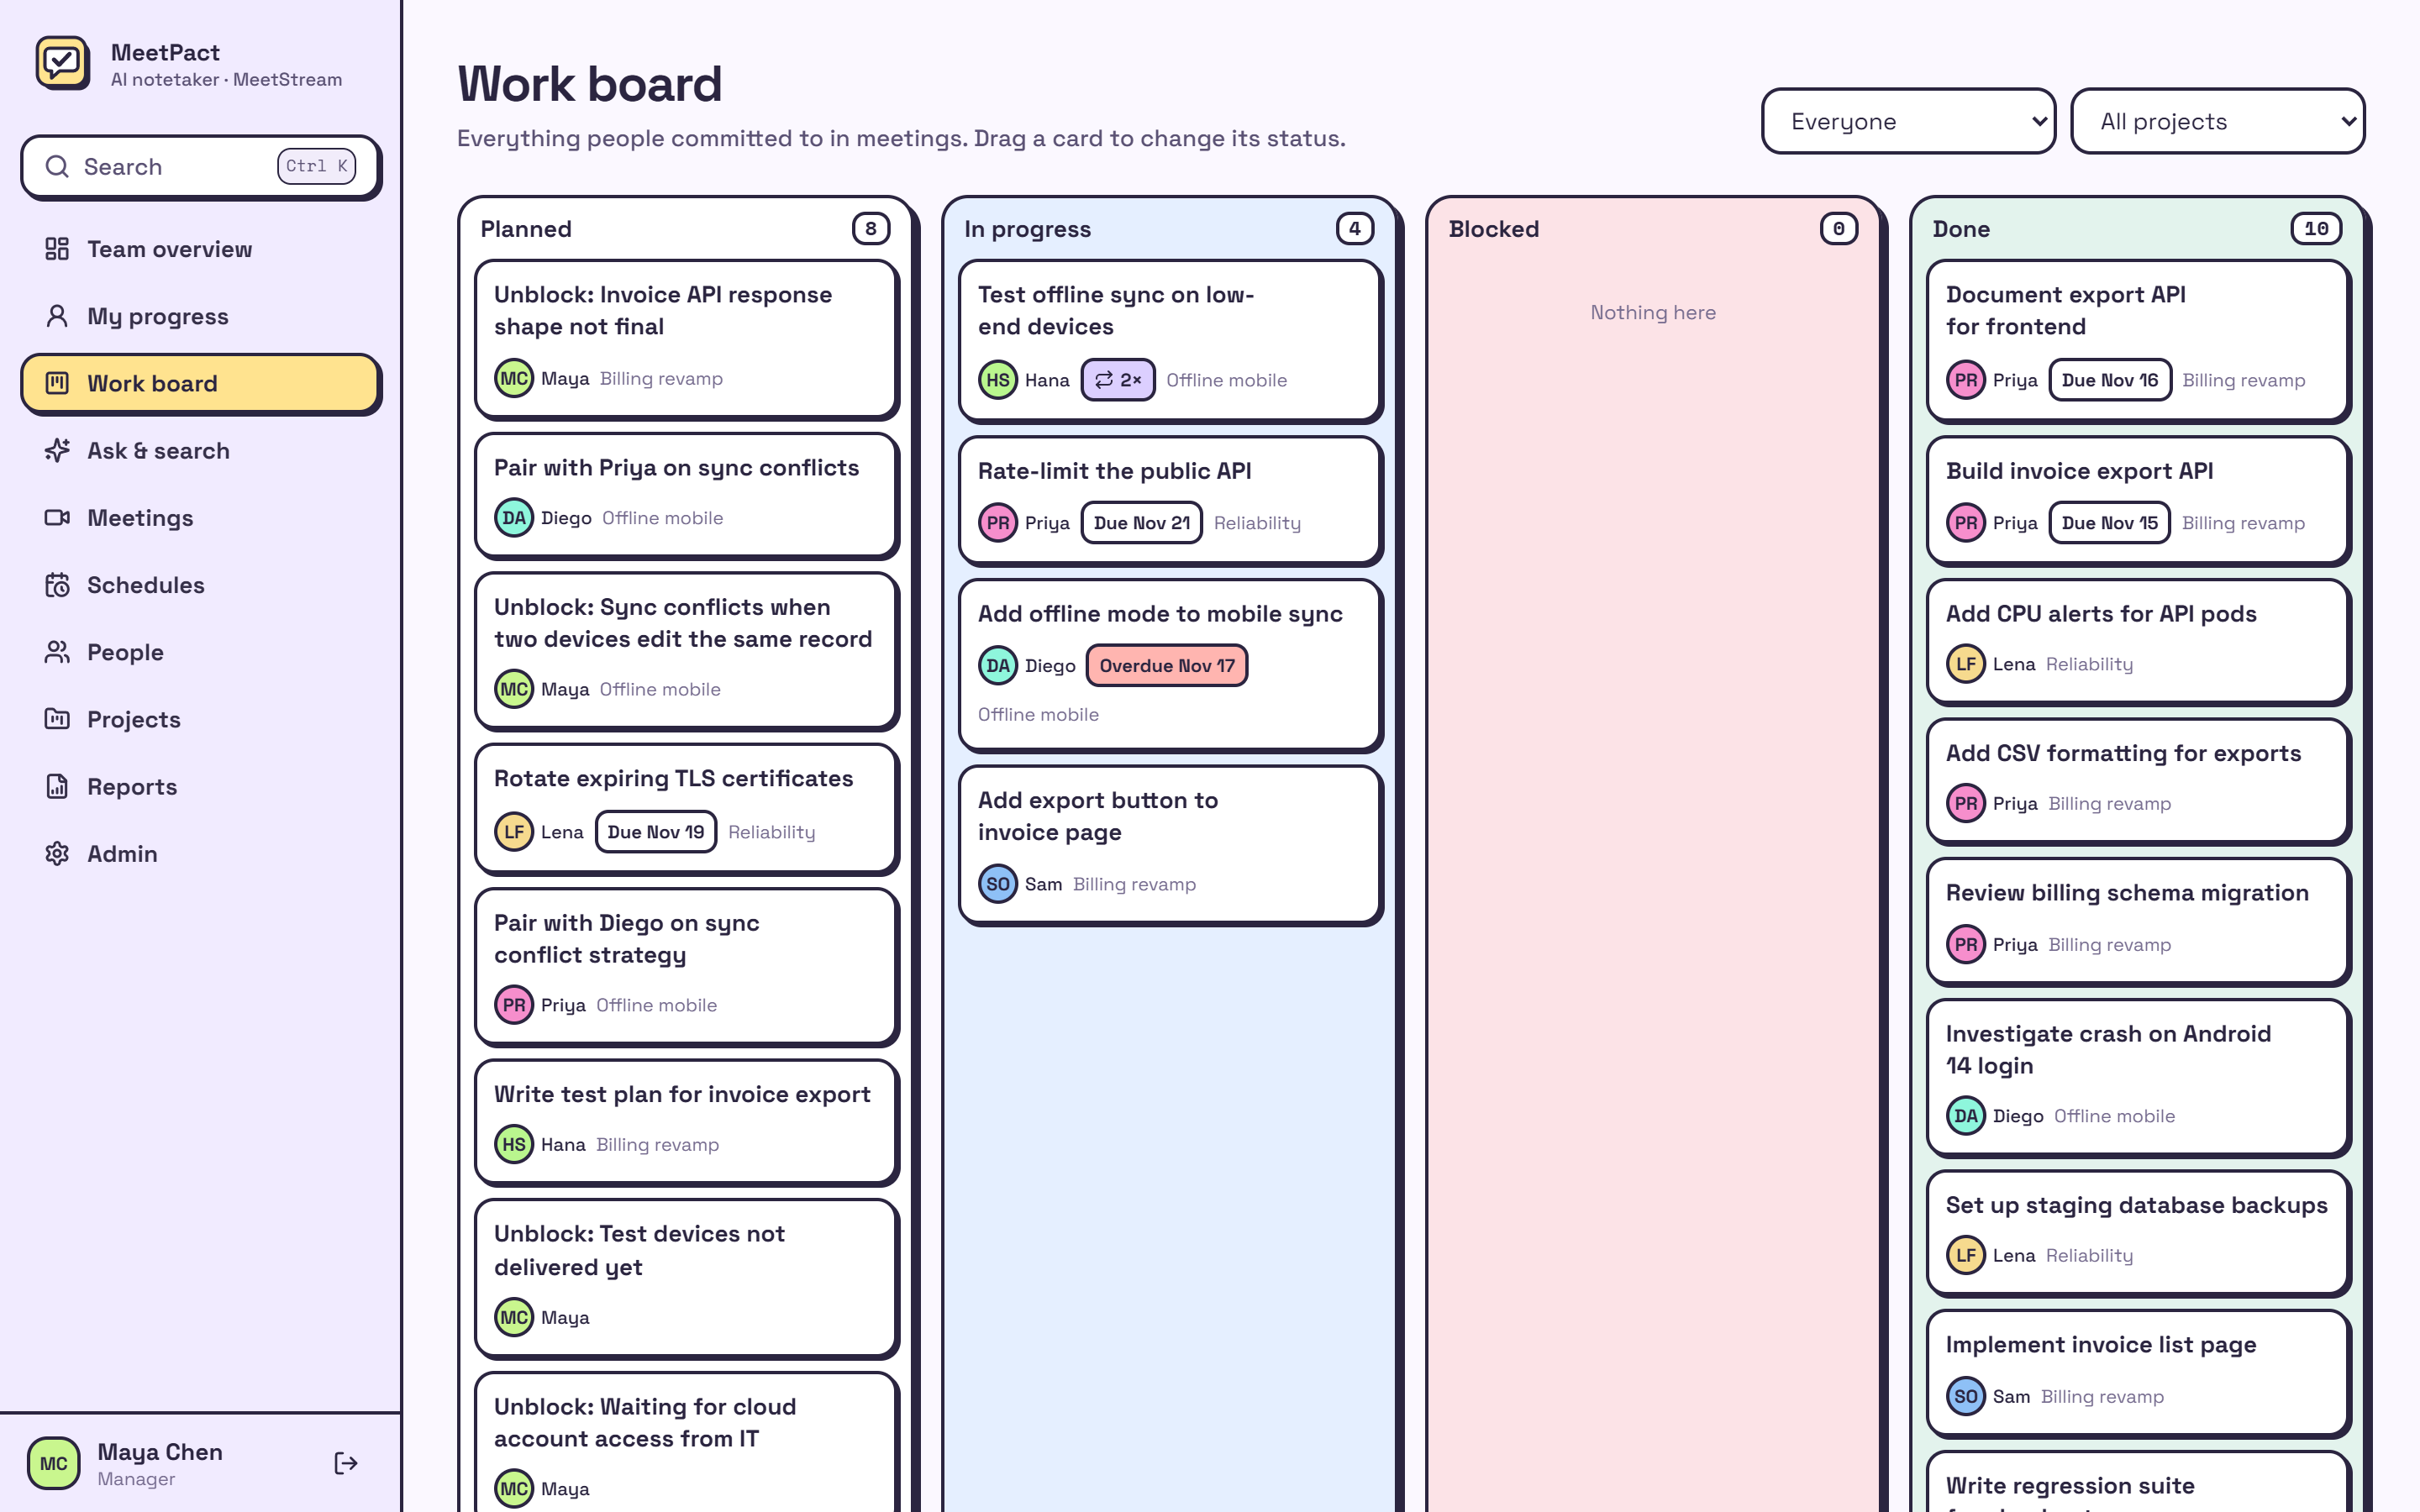 MeetPact
AI notetaker · MeetStream
Search
Ctrl K
Team overview
My progress
Work board
Ask & search
Meetings
Schedules
People
Projects
Reports
Admin
MC
Maya Chen
Manager
Work board
Everything people committed to in meetings. Drag a card to change its status.
Everyone
All projects
Planned 8
Unblock: Invoice API response
shape not final
MC Maya Billing revamp
Pair with Priya on sync conflicts
DA Diego Offline mobile
Unblock: Sync conflicts when
two devices edit the same record
MC Maya Offline mobile
Rotate expiring TLS certificates
LF Lena Due Nov 19 Reliability
Pair with Diego on sync
conflict strategy
PR Priya Offline mobile
Write test plan for invoice export
HS Hana Billing revamp
Unblock: Test devices not
delivered yet
MC Maya
Unblock: Waiting for cloud
account access from IT
MC Maya
In progress 4
Test offline sync on low-
end devices
HS Hana 2× Offline mobile
Rate-limit the public API
PR Priya Due Nov 21 Reliability
Add offline mode to mobile sync
DA Diego Overdue Nov 17
Offline mobile
Add export button to
invoice page
SO Sam Billing revamp
Blocked 0
Nothing here
Done 10
Document export API
for frontend
PR Priya Due Nov 16 Billing revamp
Build invoice export API
PR Priya Due Nov 15 Billing revamp
Add CPU alerts for API pods
LF Lena Reliability
Add CSV formatting for exports
PR Priya Billing revamp
Review billing schema migration
PR Priya Billing revamp
Investigate crash on Android
14 login
DA Diego Offline mobile
Set up staging database backups
LF Lena Reliability
Implement invoice list page
SO Sam Billing revamp
Write regression suite